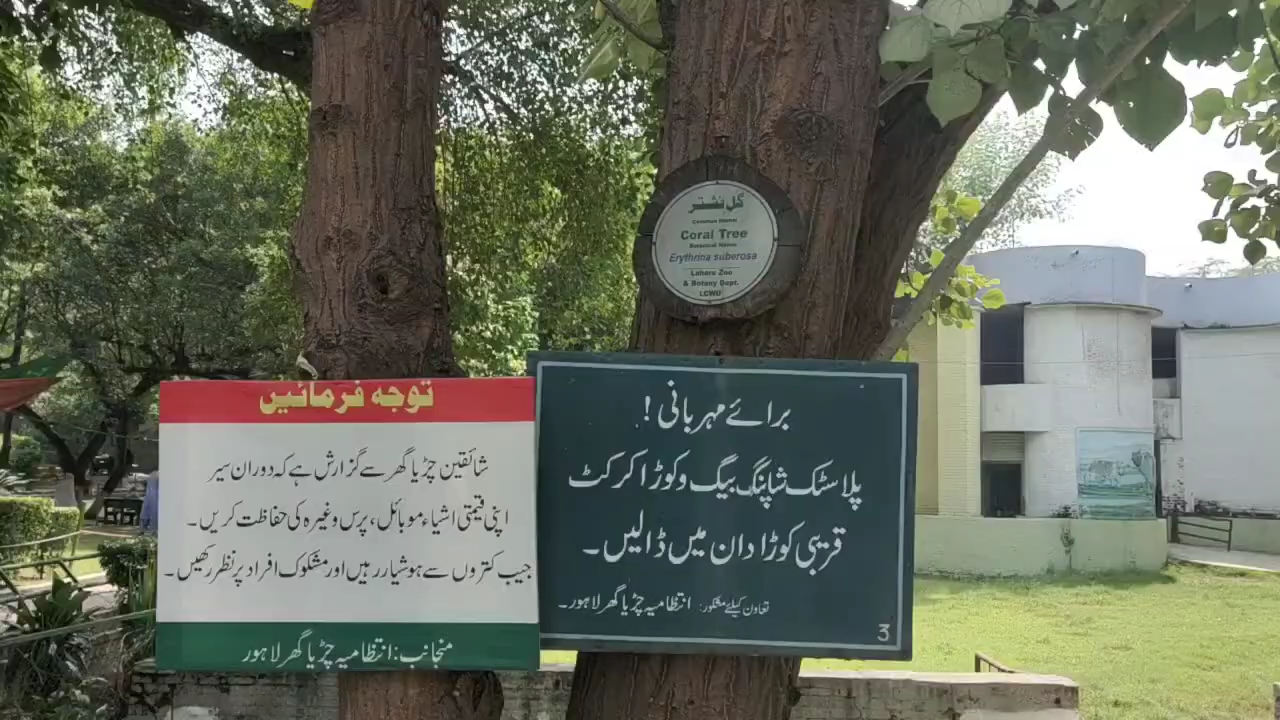 گل نشتر
Common Name:
Coral Tree
Botanical Name:
Erythrina suberosa
Lahore Zoo
& Botany Dept.
LCWU
توجہ فرمائیں
شائقین چڑیا گھر سے گزارش ہے کہ دوران سیر
اپنی قیمتی اشیاء موبائل، پرس وغیرہ کی حفاظت کریں۔
جیب کتروں سے ہوشیار رہیں اور مشکوک افراد پر نظر رکھیں۔
منجانب: انتظامیہ چڑیا گھر لاہور
برائے مہربانی !
پلاسٹک شاپنگ بیگ و کوڑا کرکٹ
قریبی کوڑا دان میں ڈالیں۔
تعاون کیلئے مشکور: انتظامیہ چڑیا گھر لاہور۔
3